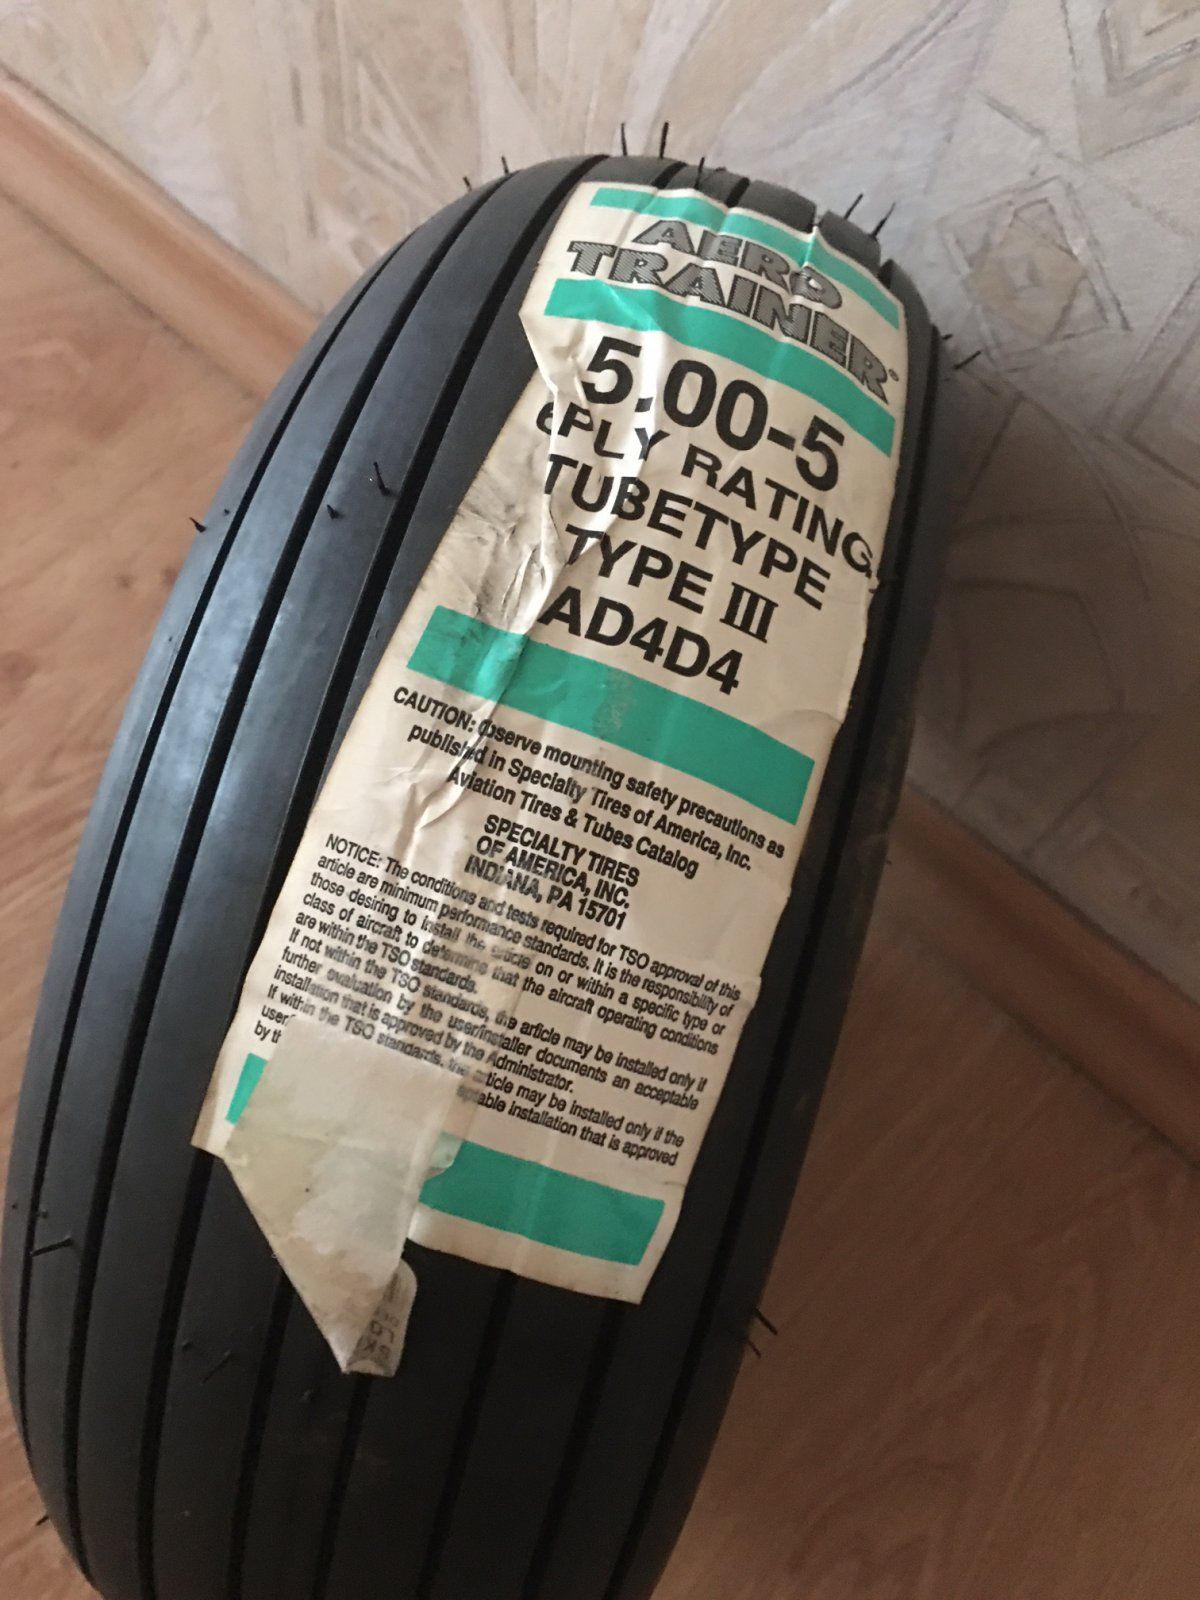 AERO
TRAINER®
5.00-5
6PLY RATING
TUBETYPE
TYPE III
AD4D4
CAUTION: Observe mounting safety precautions as
published in Specialty Tires of America, Inc.
Aviation Tires & Tubes Catalog
SPECIALTY TIRES
OF AMERICA, INC.
INDIANA, PA 15701
NOTICE: The conditions and tests required for TSO approval of this
article are minimum performance standards. It is the responsibility of
those desiring to install the article on or within a specific type or
class of aircraft to determine that the aircraft operating conditions
are within the TSO standards.
If not within the TSO standards, the article may be installed only if
further evaluation by the user/installer documents an acceptable
installation that is approved by the Administrator.
If within the TSO standards, the article may be installed only if the
user/ptable installation that is approved
by th